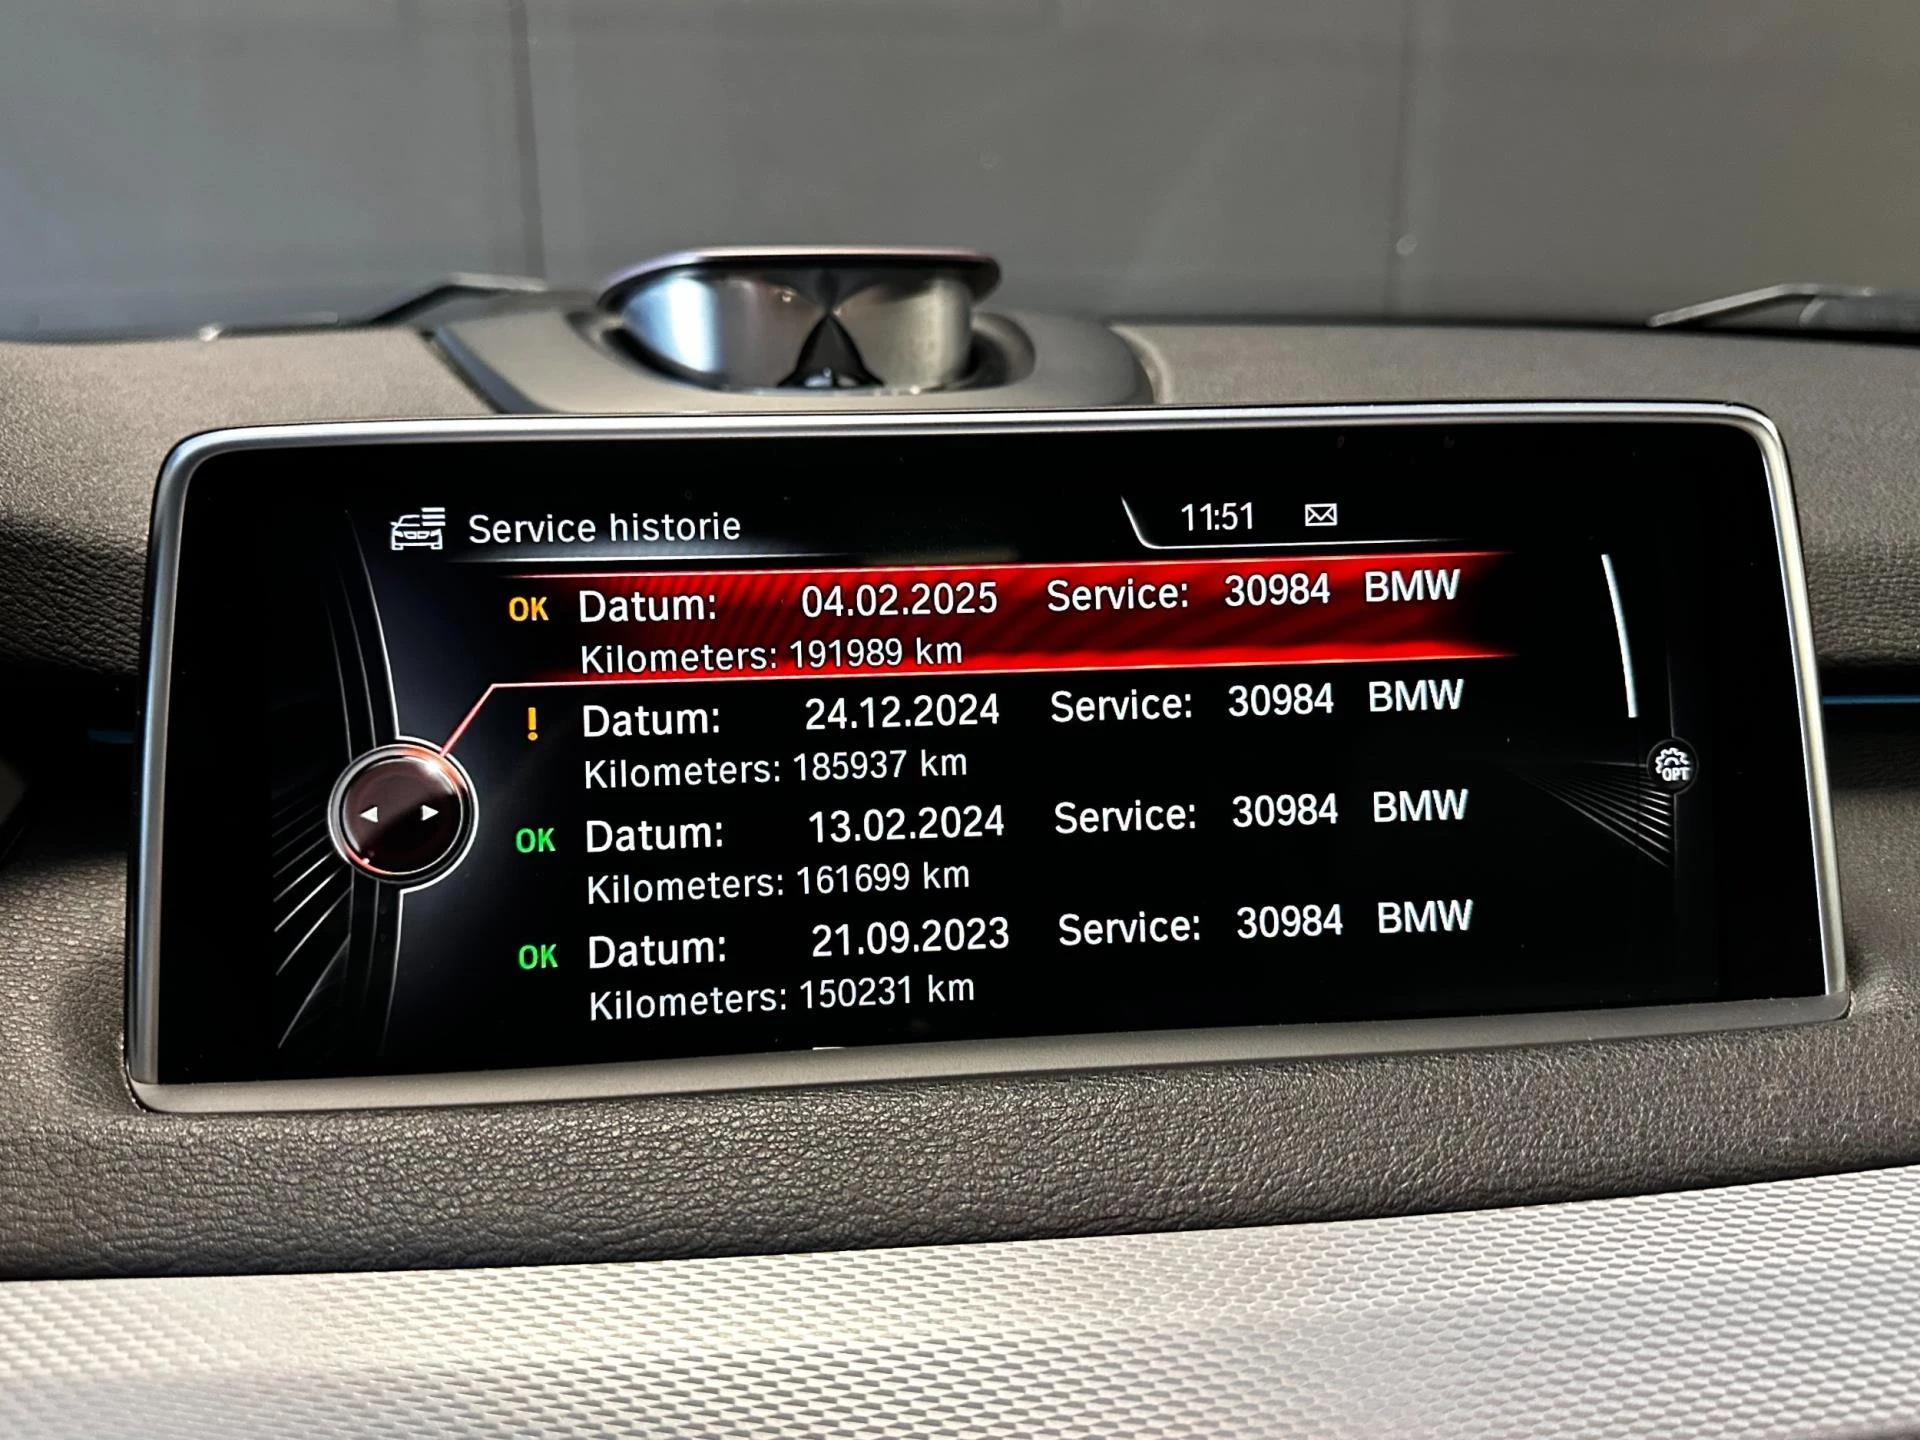 Service historie 11:51
OK Datum: 04.02.2025 Service: 30984 BMW
Kilometers: 191989 km
! Datum: 24.12.2024 Service: 30984 BMW
Kilometers: 185937 km
OK Datum: 13.02.2024 Service: 30984 BMW
Kilometers: 161699 km
OK Datum: 21.09.2023 Service: 30984 BMW
Kilometers: 150231 km
OPT